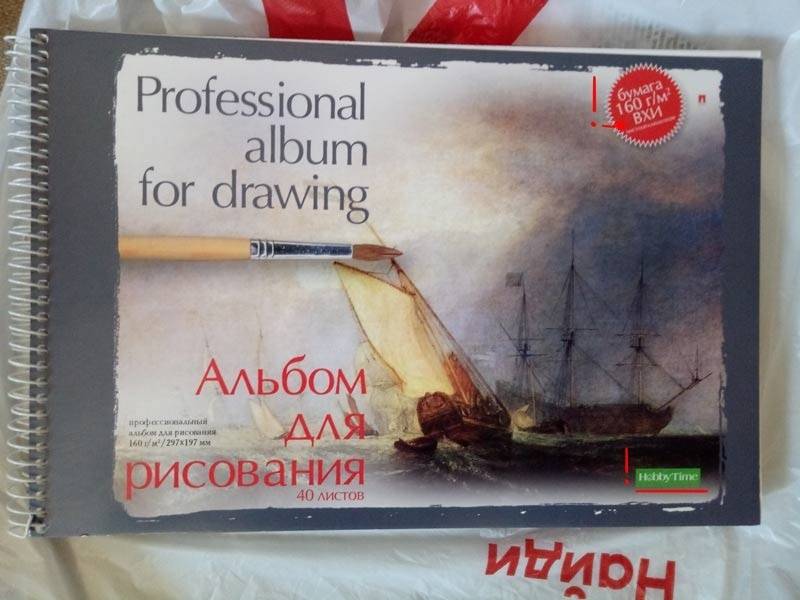 Professional
album
for drawing
бумага
160 г/м²
ВХИ
Альбом
для
рисования
40 листов
профессиональный
альбом для рисования
160 г/м²/297х197 мм
HobbyTime
Найди